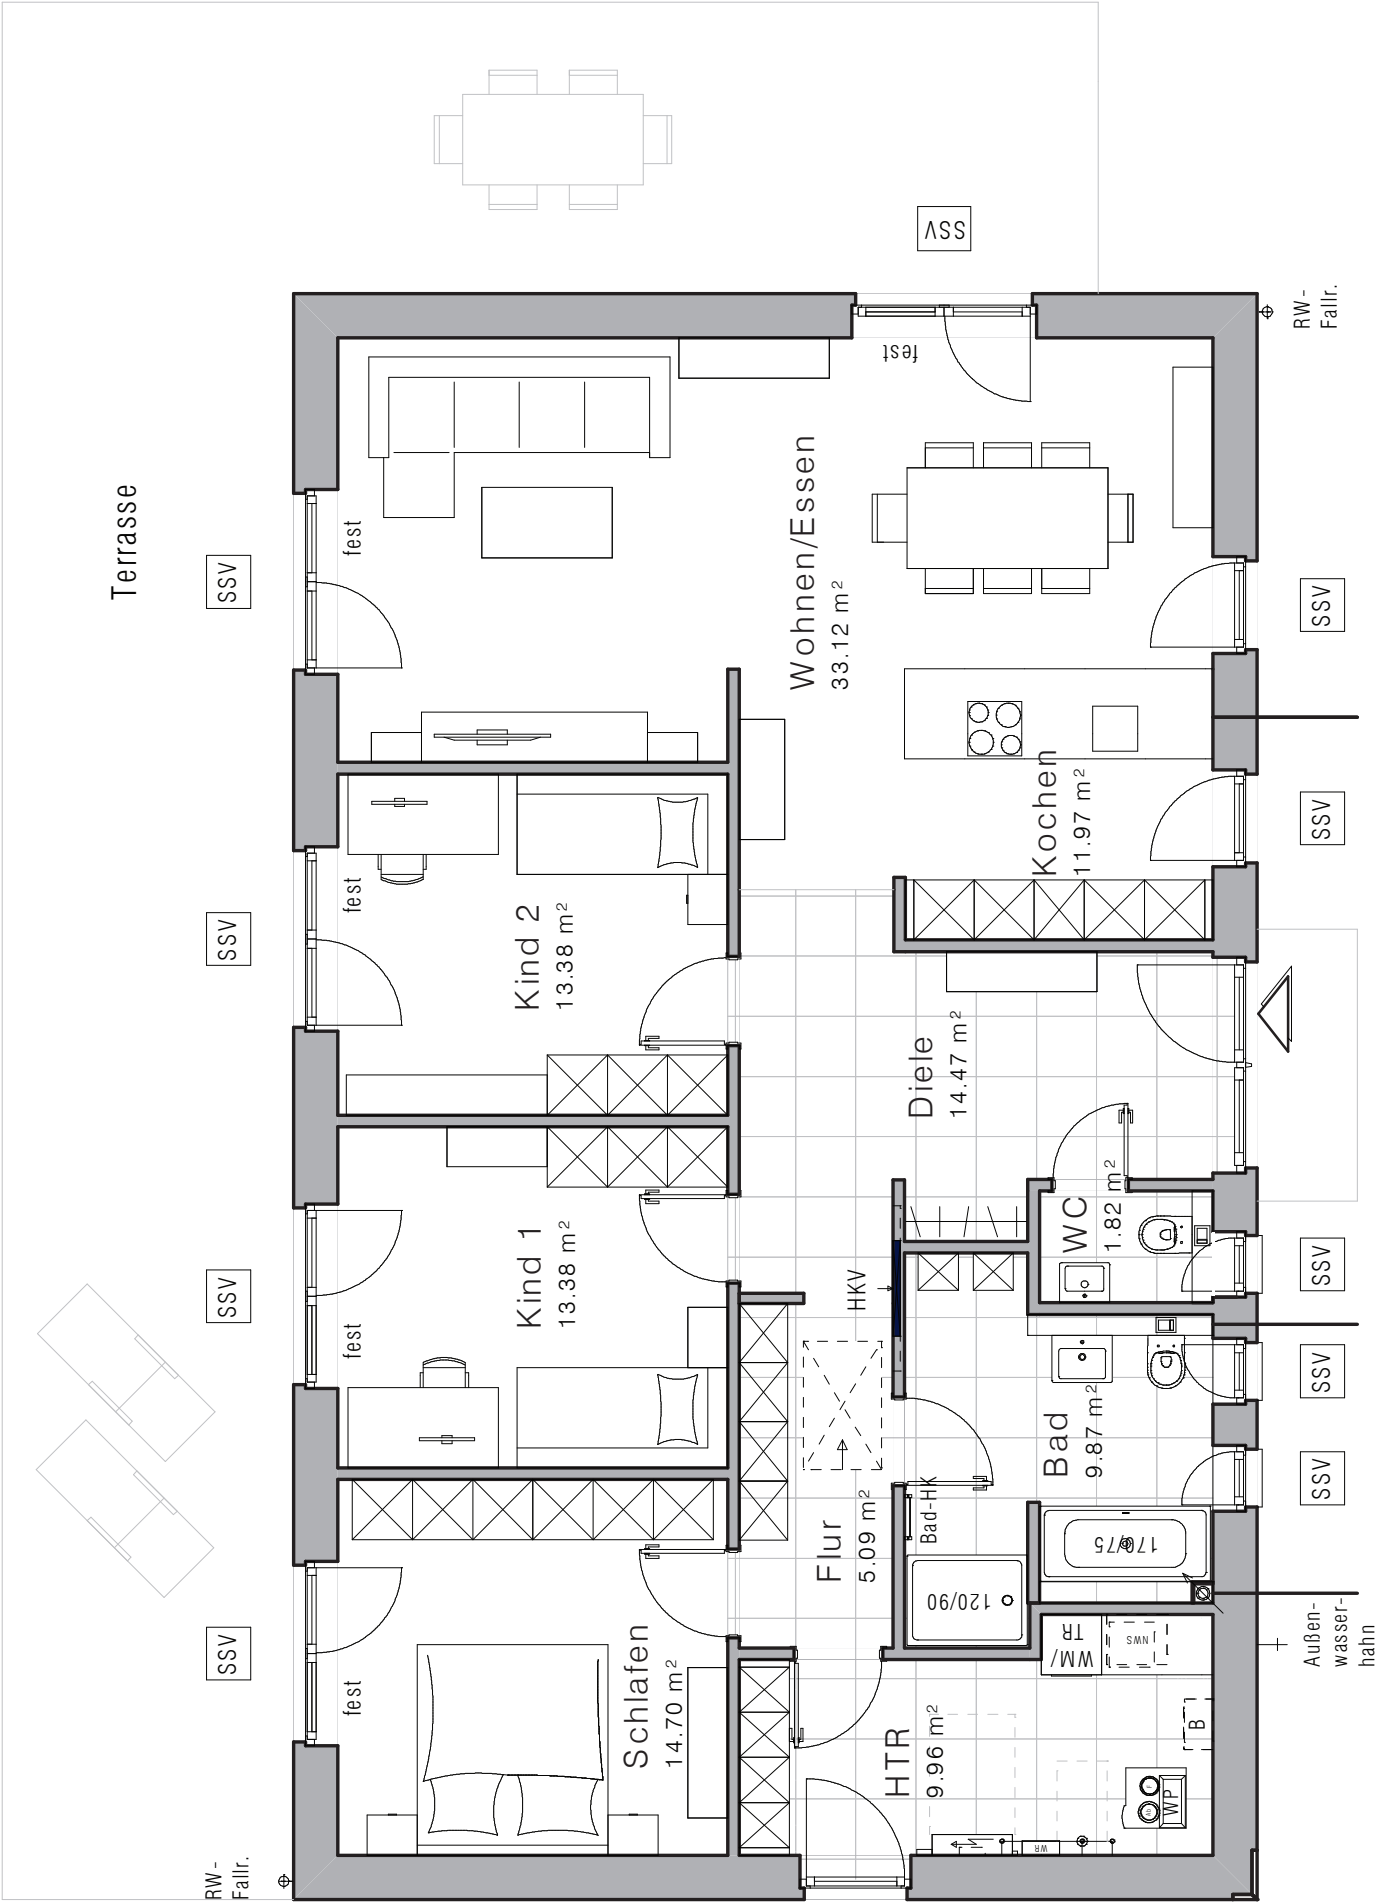 Terrasse
SSV
SSV
SSV
SSV
SSV
fest
fest
fest
fest
fest
RW-
Fallr.
RW-
Fallr.
Wohnen/Essen
33.12 m²
Kochen
11.97 m²
Kind 2
13.38 m²
Kind 1
13.38 m²
Schlafen
14.70 m²
Diele
14.47 m²
WC
1.82 m²
HKV
Flur
5.09 m²
Bad
9.87 m²
Bad-HK
120/90
170/75
HTR
9.96 m²
WM/
TR
NWS
B
WP
WR
SSV
SSV
SSV
SSV
SSV
Außen-
wasser-
hahn